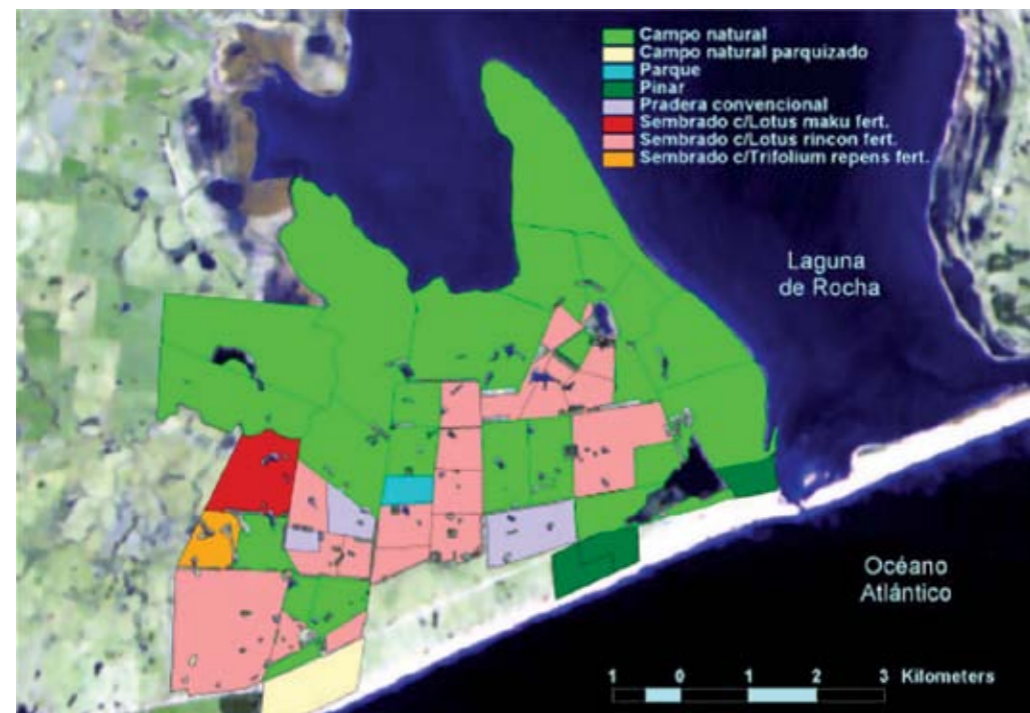 Campo natural
Campo natural parquizado
Parque
Pinar
Pradera convencional
Sembrado c/Lotus maku fert.
Sembrado c/Lotus rincon fert.
Sembrado c/Trifolium repens fert.
Laguna
de Rocha
Océano
Atlántico
1 0 1 2 3 Kilometers